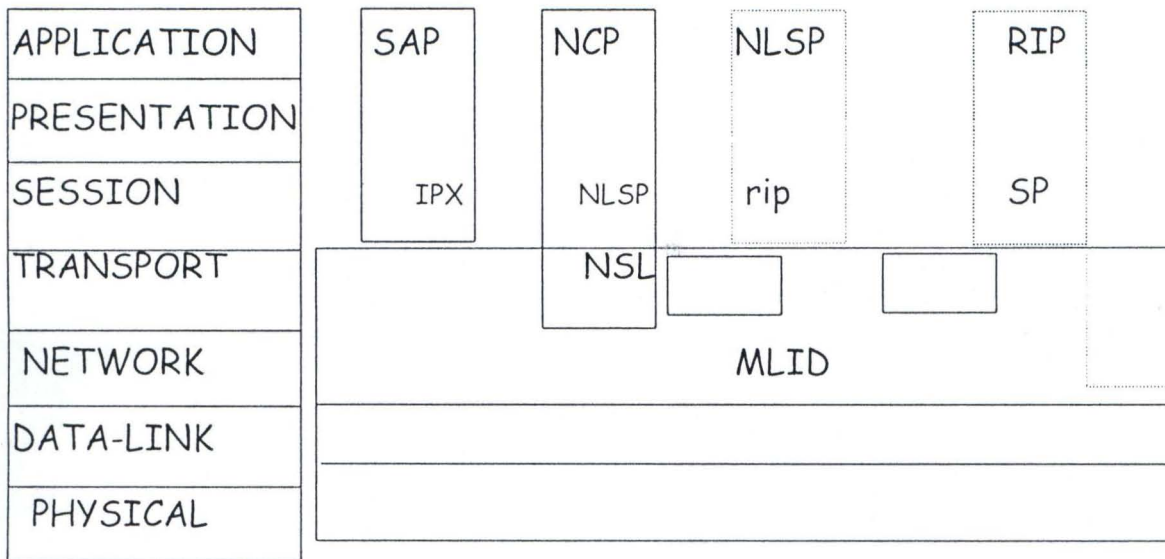 APPLICATION SAP NCP NLSP RIP
PRESENTATION
SESSION IPX NLSP rip SP
TRANSPORT NSL
NETWORK MLID
DATA-LINK
PHYSICAL